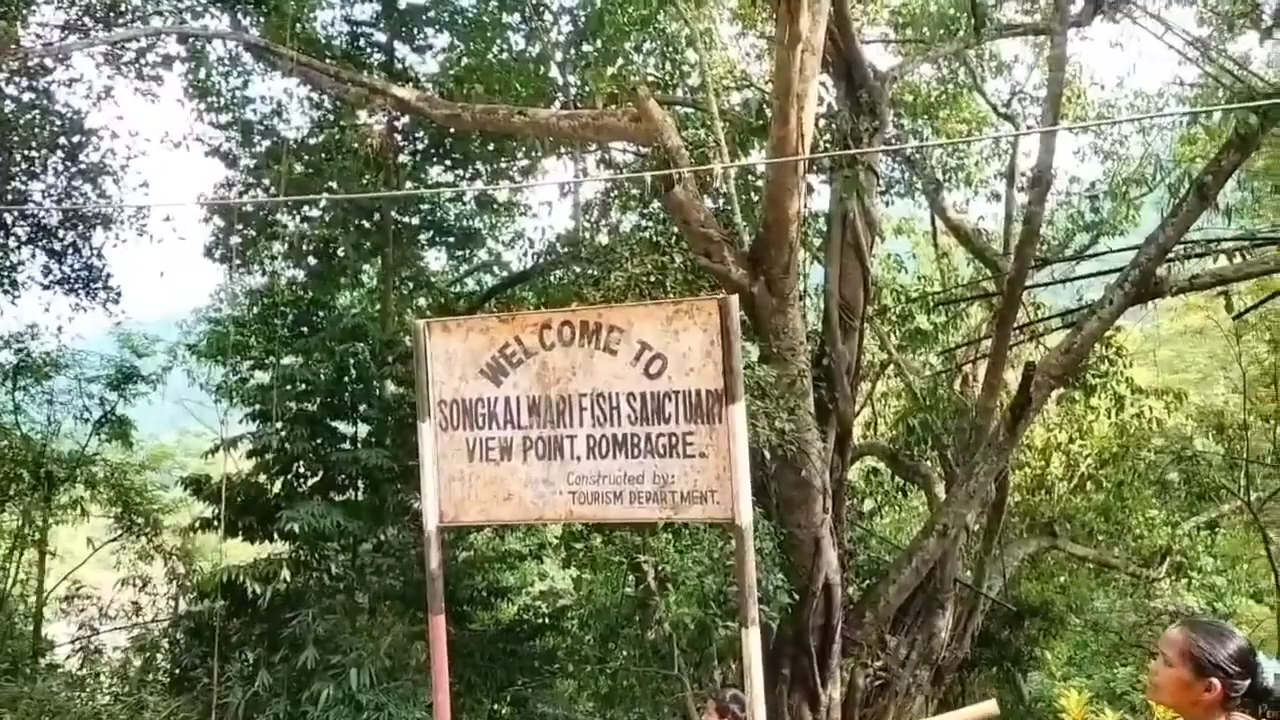 WELCOME TO
SONGKALWARI FISH SANCTUARY
VIEW POINT, ROMBAGRE.
Constructed by:
TOURISM DEPARTMENT.